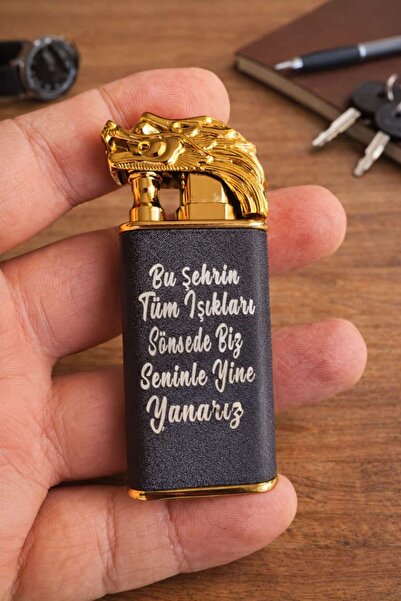 Bu Şehrin
Tüm Işıkları
Sönsede Biz
Seninle Yine
Yanarız